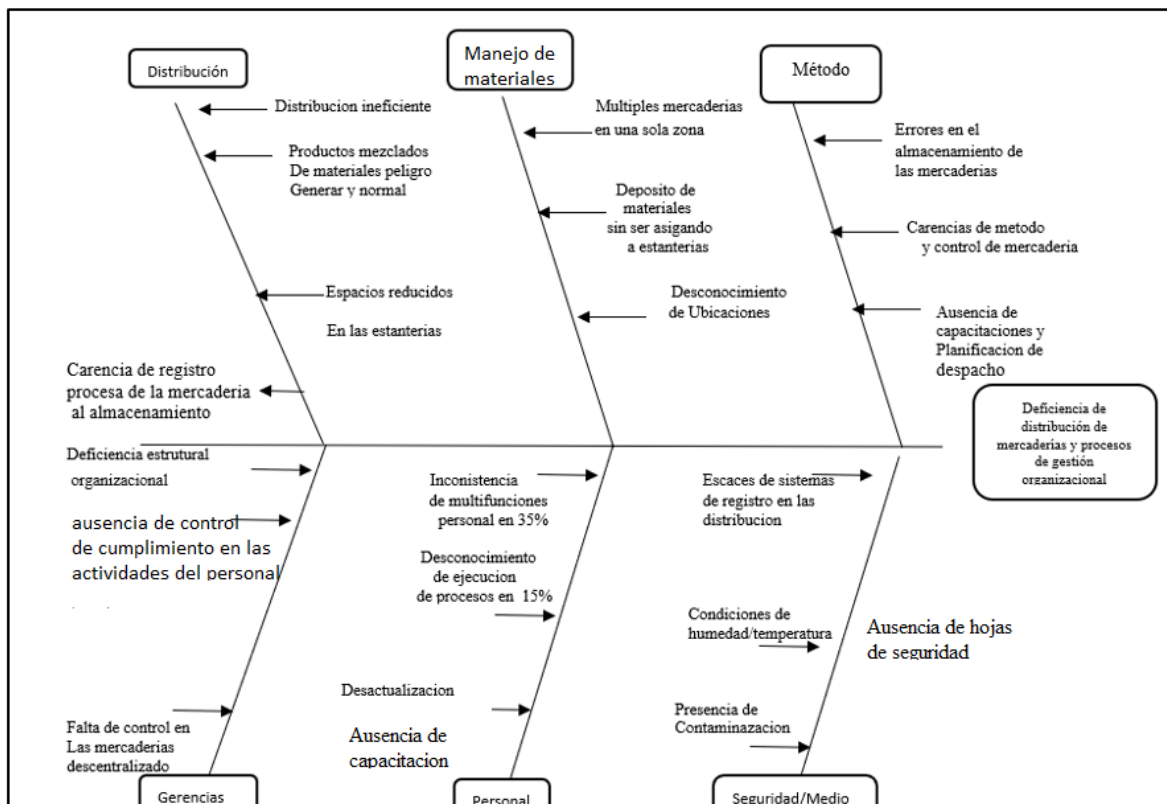 Distribución
Manejo de
materiales
Método
Distribucion ineficiente
Productos mezclados
De materiales peligro
Generar y normal
Espacios reducidos
En las estanterias
Carencia de registro
procesa de la mercaderia
al almacenamiento
Multiples mercaderias
en una sola zona
Deposito de
materiales
sin ser asigando
a estanterias
Desconocimiento
de Ubicaciones
Errores en el
almacenamiento de
las mercaderias
Carencias de metodo
y control de mercaderia
Ausencia de
capacitaciones y
Planificacion de
despacho
Deficiencia de
distribución de
mercaderías y procesos
de gestión
organizacional
Deficiencia estrutural
organizacional
ausencia de control
de cumplimiento en las
actividades del personal
Falta de control en
Las mercaderias
descentralizado
Inconistencia
de multifunciones
personal en 35%
Desconocimiento
de ejecucion
de procesos en 15%
Desactualizacion
Ausencia de
capacitacion
Escaces de sistemas
de registro en las
distribucion
Condiciones de
humedad/temperatura
Ausencia de hojas
de seguridad
Presencia de
Contaminazacion
Gerencias
Personal
Seguridad/Medio